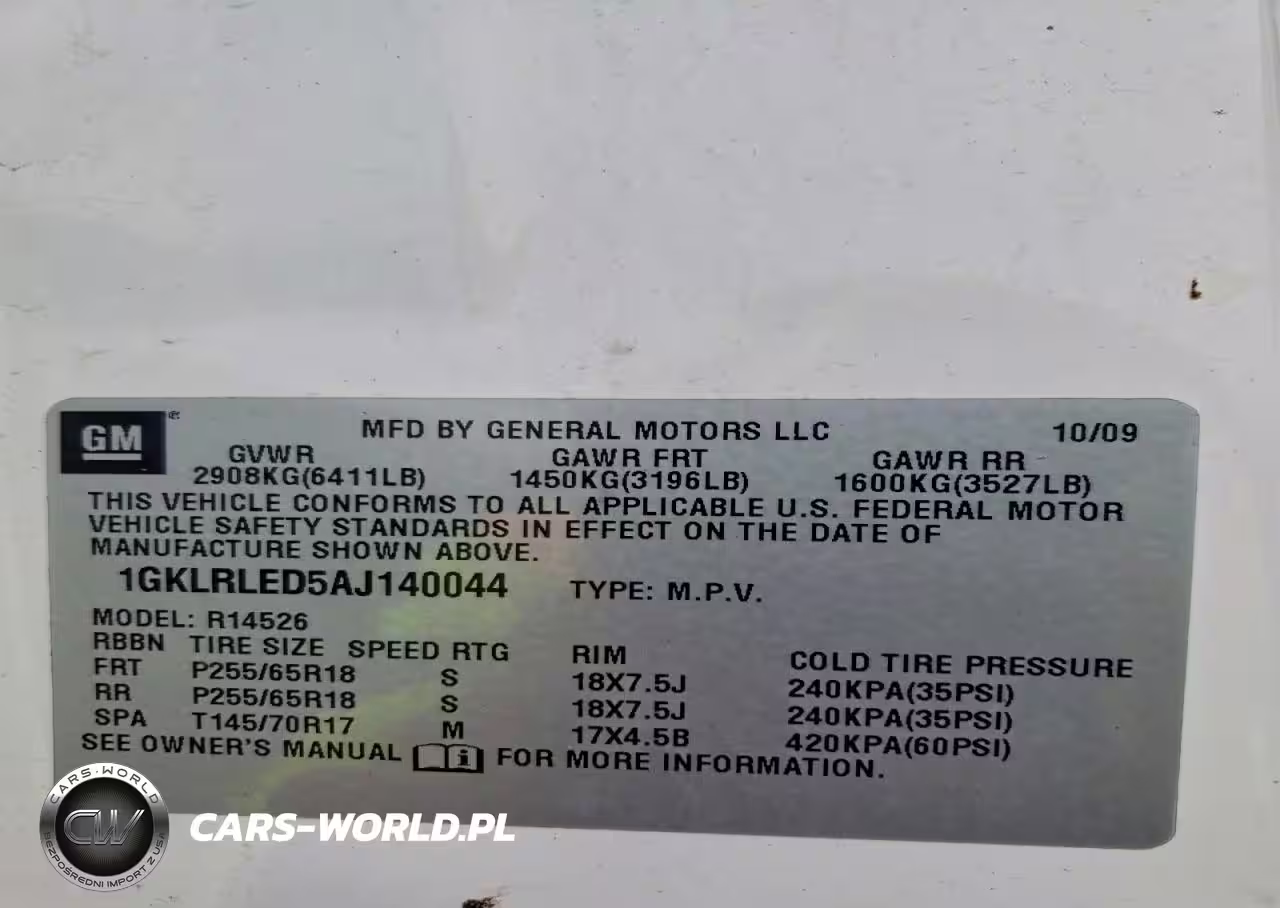 GM ®
MFD BY GENERAL MOTORS LLC 10/09
GVWR GAWR FRT GAWR RR
2908KG(6411LB) 1450KG(3196LB) 1600KG(3527LB)
THIS VEHICLE CONFORMS TO ALL APPLICABLE U.S. FEDERAL MOTOR
VEHICLE SAFETY STANDARDS IN EFFECT ON THE DATE OF
MANUFACTURE SHOWN ABOVE.
1GKLRLED5AJ140044 TYPE: M.P.V.
MODEL: R14526
RBBN TIRE SIZE SPEED RTG RIM COLD TIRE PRESSURE
FRT P255/65R18 S 18X7.5J 240KPA(35PSI)
RR P255/65R18 S 18X7.5J 240KPA(35PSI)
SPA T145/70R17 M 17X4.5B 420KPA(60PSI)
SEE OWNER'S MANUAL i FOR MORE INFORMATION.
CARS-WORLD
CW
BEZPOŚREDNI IMPORT Z USA
CARS-WORLD.PL